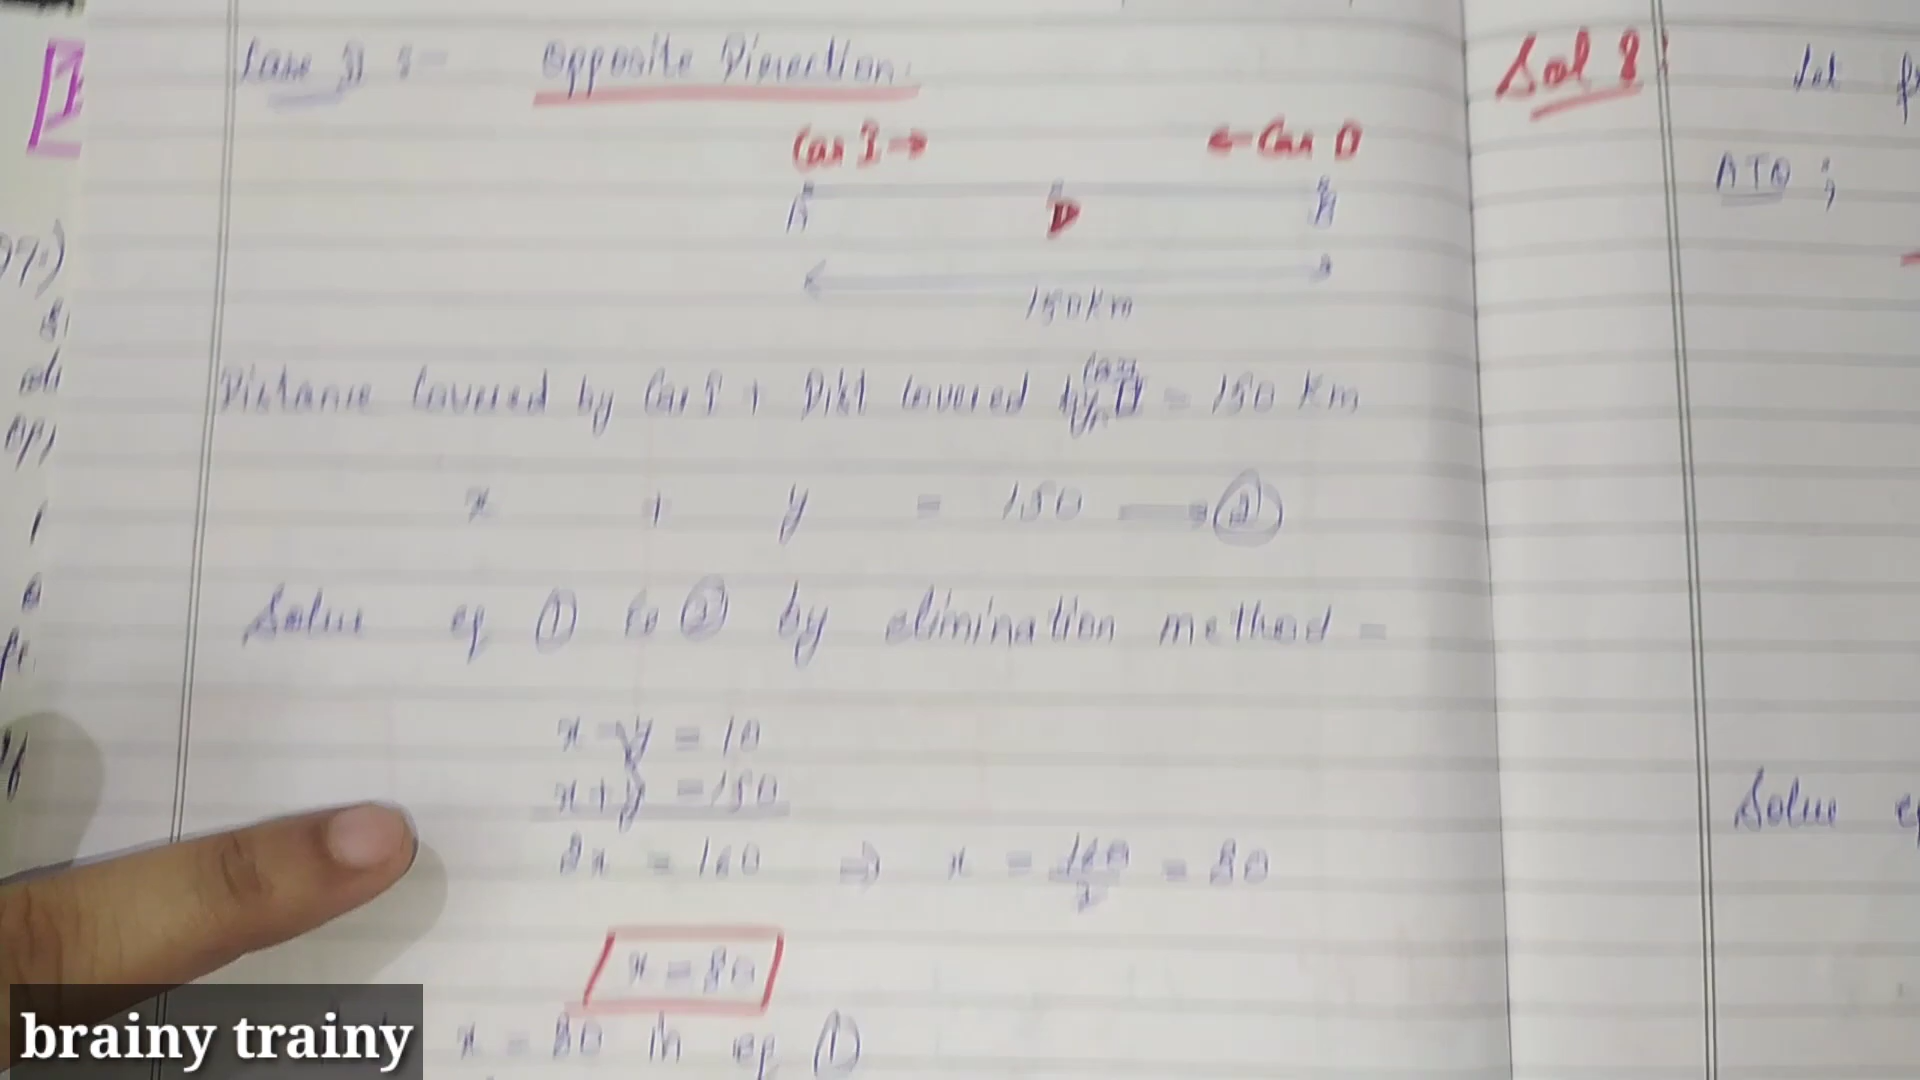 Case II :- Opposite Direction.
Car I → ← Car II
A D B
150 Km
Distance Covered by Car I + Dist covered by Car II = 150 Km
x + y = 150 → ②
Solve eq ① & ② by elimination method =
x - y = 10
x + y = 150
2x = 160 ⇒ x = 160/2 = 80
x = 80
x = 80 in eq ①
Sol 8:
Let
ATQ ;
Solve eq
brainy trainy